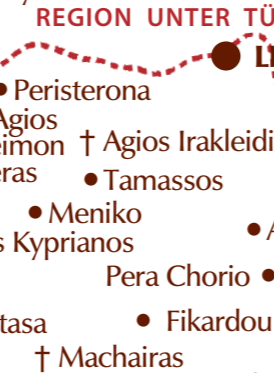 REGION UNTER TÜ
Peristerona
Agios
eimon † Agios Irakleidi
eras
Tamassos
Meniko
s Kyprianos
Pera Chorio
tasa
Fikardou
† Machairas